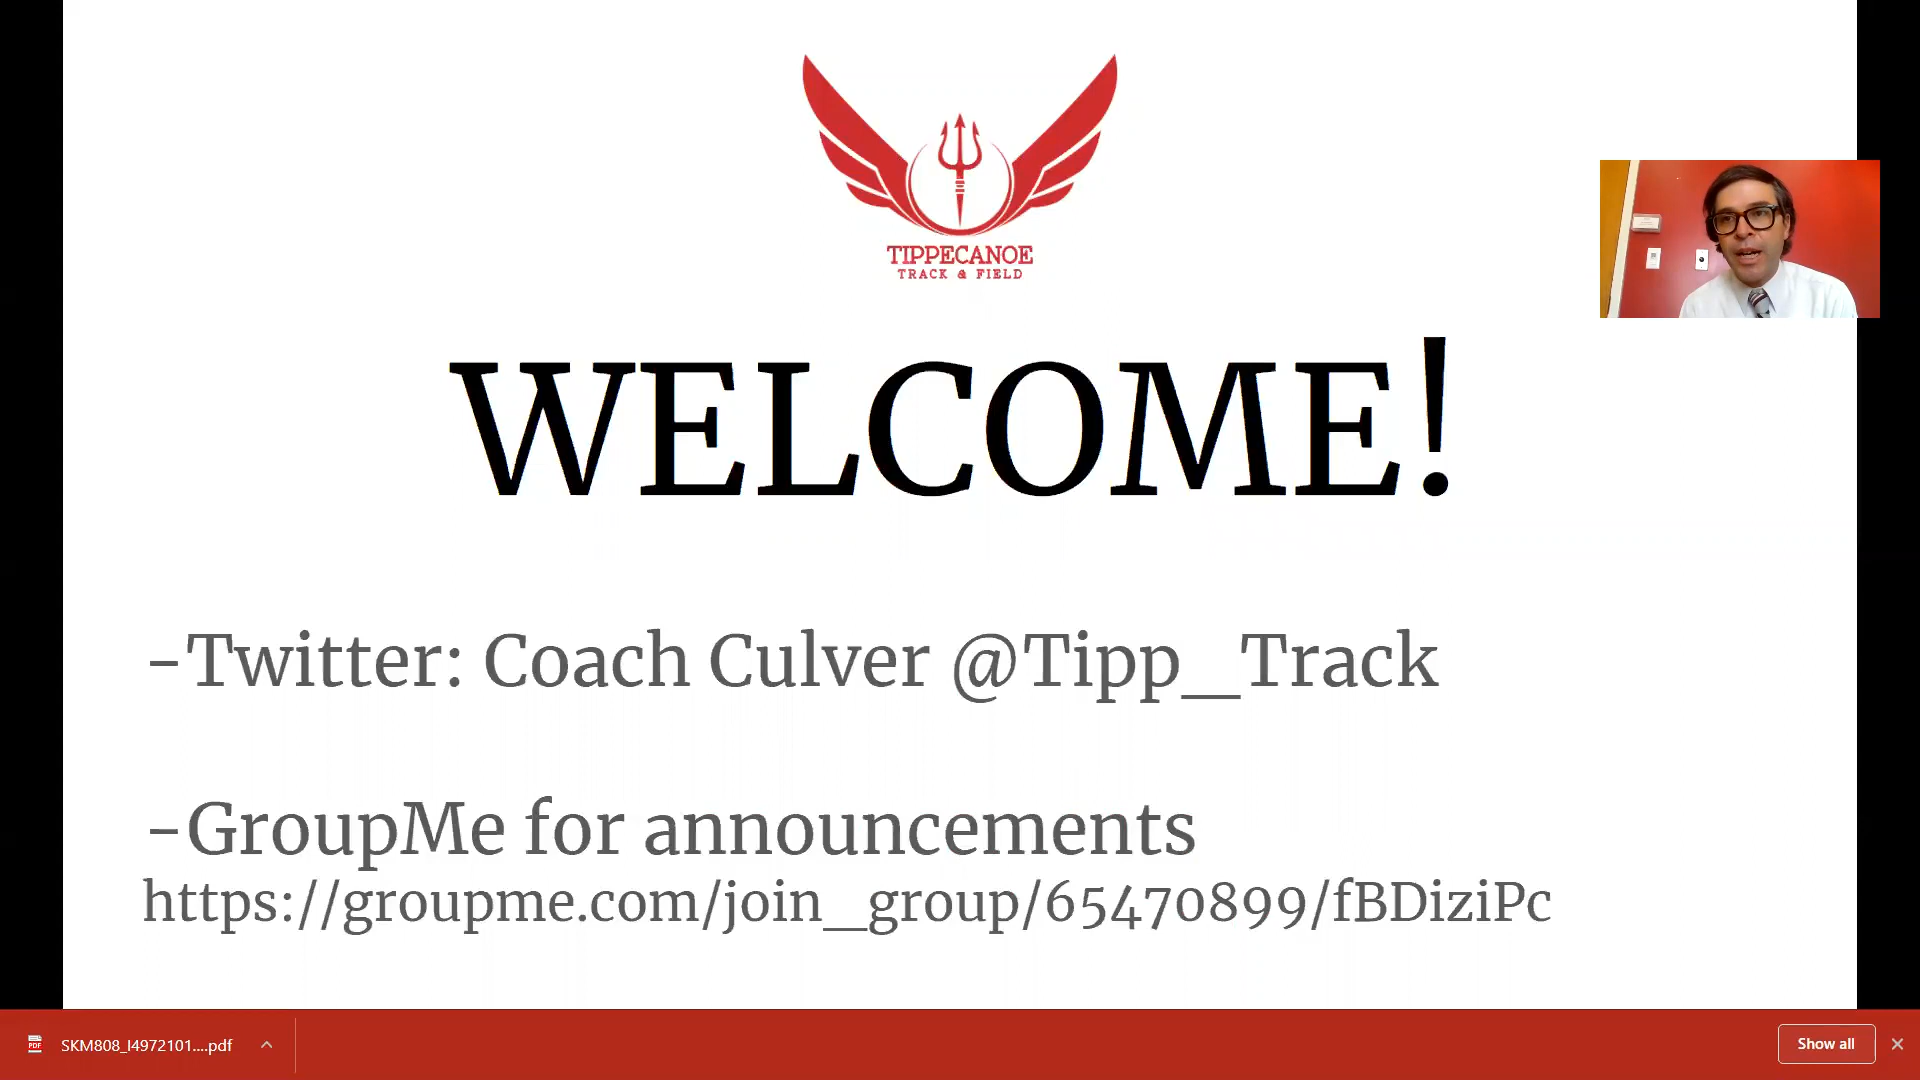 TIPPECANOE
TRACK & FIELD
WELCOME!
-Twitter: Coach Culver @Tipp_Track
-GroupMe for announcements
https://groupme.com/join_group/65470899/fBDiziPc
PDF
SKM808_I4972101....pdf
Show all